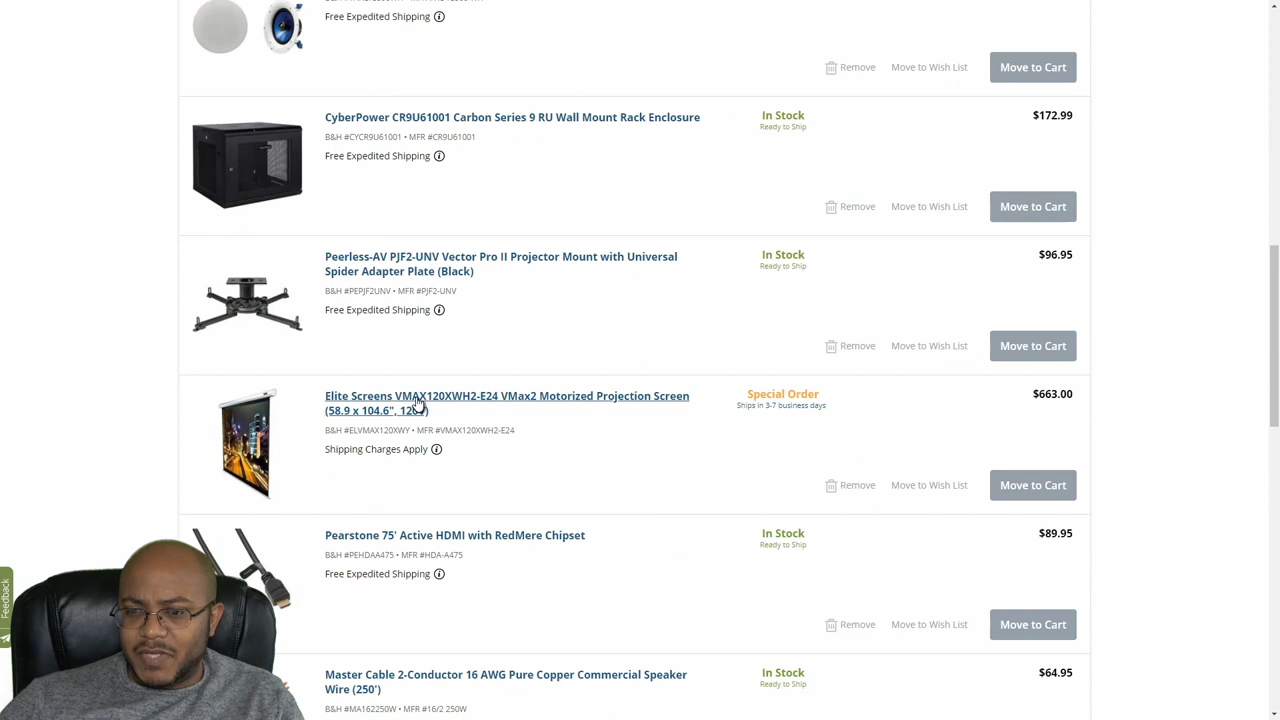 Free Expedited Shipping
Remove Move to Wish List Move to Cart
CyberPower CR9U61001 Carbon Series 9 RU Wall Mount Rack Enclosure In Stock $172.99
Ready to Ship
B&H #CYCR9U61001 • MFR #CR9U61001
Free Expedited Shipping
Remove Move to Wish List Move to Cart
Peerless-AV PJF2-UNV Vector Pro II Projector Mount with Universal In Stock $96.95
Spider Adapter Plate (Black) Ready to Ship
B&H #PEPJF2UNV • MFR #PJF2-UNV
Free Expedited Shipping
Remove Move to Wish List Move to Cart
Elite Screens VMAX120XWH2-E24 VMax2 Motorized Projection Screen Special Order $663.00
(58.9 x 104.6", Ships in 3-7 business days
B&H #ELVMAX120XWY • MFR #VMAX120XWH2-E24
Shipping Charges Apply
Remove Move to Wish List Move to Cart
Pearstone 75' Active HDMI with RedMere Chipset In Stock $89.95
Ready to Ship
B&H #PEHDAA475 • MFR #HDA-A475
Free Expedited Shipping
Feedback
Remove Move to Wish List Move to Cart
Master Cable 2-Conductor 16 AWG Pure Copper Commercial Speaker In Stock $64.95
Wire (250') Ready to Ship
B&H #MA162250W • MFR #16/2 250W